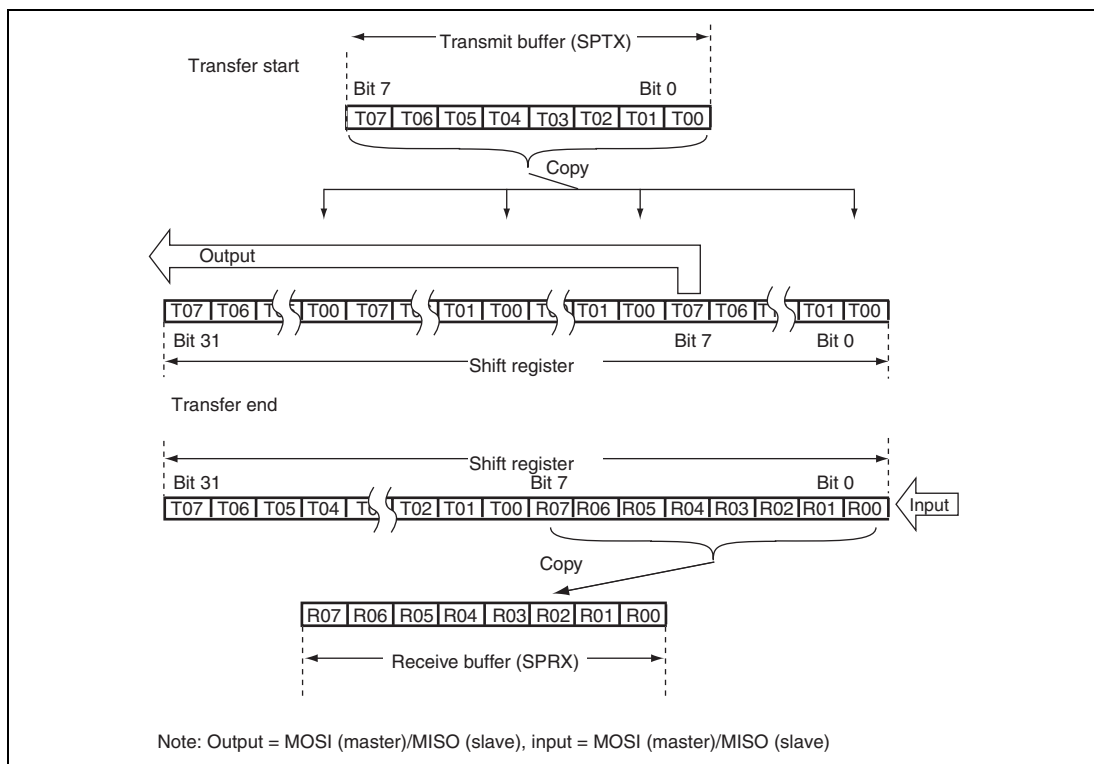 Transmit buffer (SPTX)
Transfer start
Bit 7 Bit 0
T07 T06 T05 T04 T03 T02 T01 T00
Copy
Output
T07 T06 T00 T07 T01 T00 T01 T00 T07 T06 T01 T00
Bit 31 Bit 7 Bit 0
Shift register
Transfer end
Shift register
Bit 31 Bit 7 Bit 0
T07 T06 T05 T04 T02 T01 T00 R07 R06 R05 R04 R03 R02 R01 R00 Input
Copy
R07 R06 R05 R04 R03 R02 R01 R00
Receive buffer (SPRX)
Note: Output = MOSI (master)/MISO (slave), input = MOSI (master)/MISO (slave)